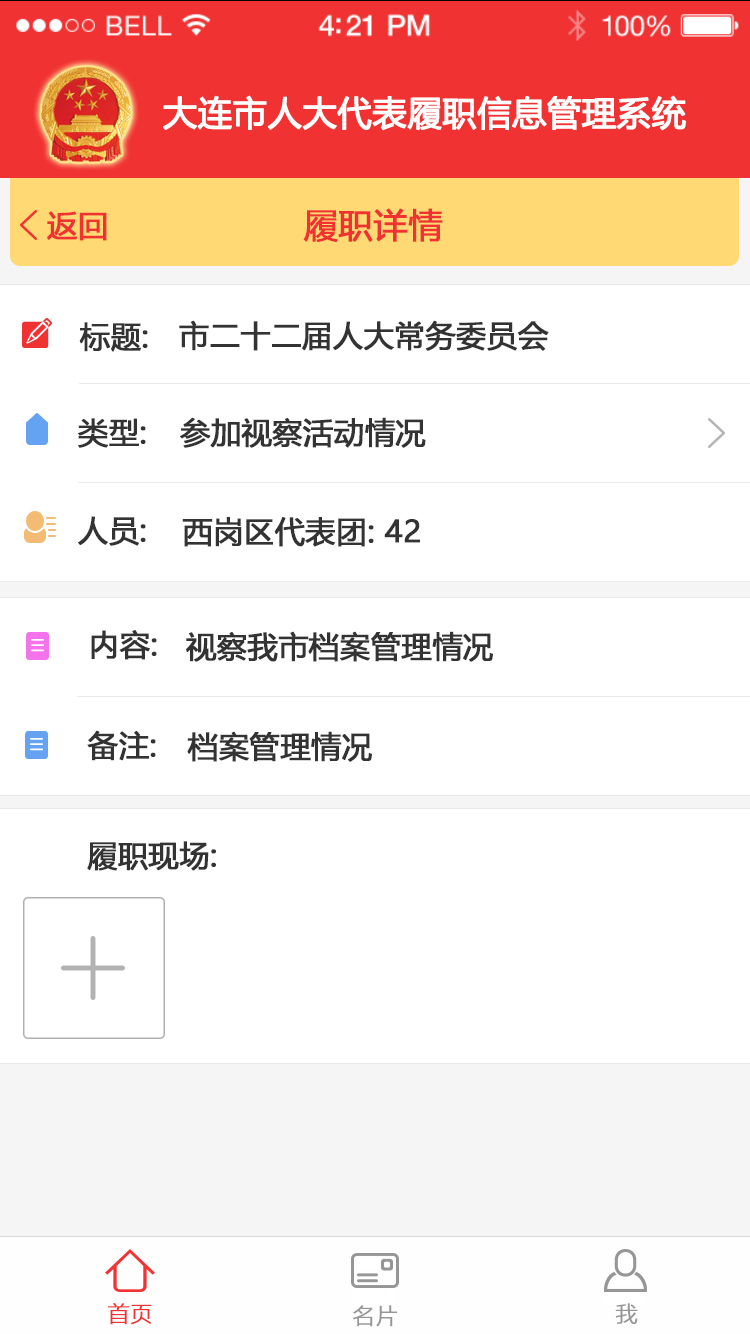 BELL 4:21 PM 100%
大连市人大代表履职信息管理系统
返回 履职详情
标题: 市二十二届人大常务委员会
类型: 参加视察活动情况
人员: 西岗区代表团: 42
内容: 视察我市档案管理情况
备注: 档案管理情况
履职现场:
首页 名片 我